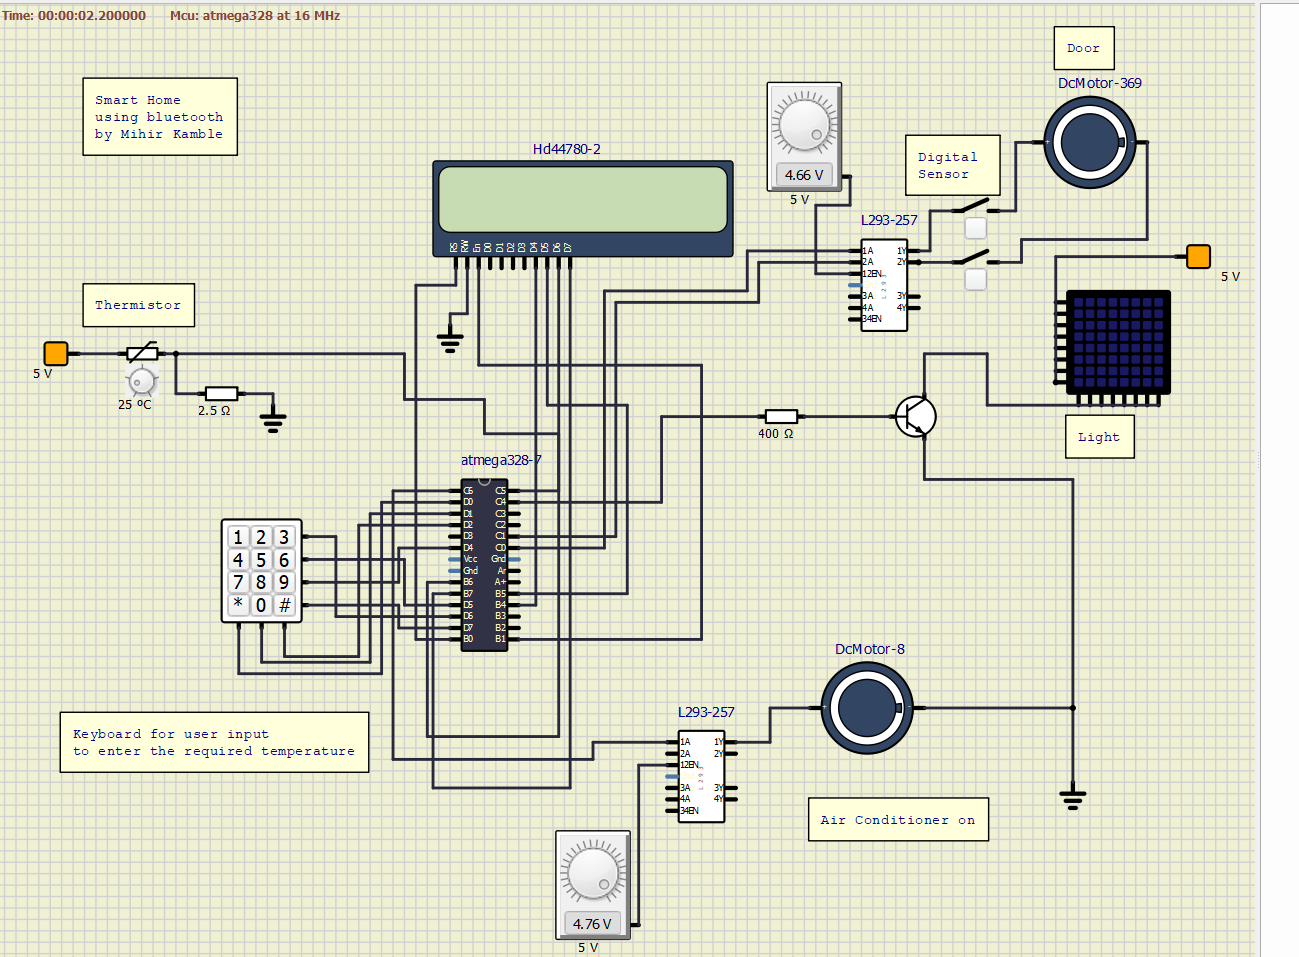 Time: 00:00:02.200000 Mcu: atmega328 at 16 MHz
Door
DcMotor-369
Smart Home
using bluetooth
by Mihir Kamble
Hd44780-2
4.66 V
5 V
Digital
Sensor
L293-257
RS RW En D0 D1 D2 D3 D4 D5 D6 D7
1A 1Y
2A 2Y
12EN
L293
3A 3Y
4A 4Y
34EN
5 V
Thermistor
5 V
25 ºC
2.5 Ω
400 Ω
Light
atmega328-7
C6 C5
D0 C4
D1 C3
D2 C2
D3 C1
D4 C0
Vcc Gnd
Gnd Ar
B6 A+
B7 B5
D5 B4
D6 B3
D7 B2
B0 B1
1 2 3
4 5 6
7 8 9
* 0 #
DcMotor-8
Keyboard for user input
to enter the required temperature
L293-257
1A 1Y
2A 2Y
12EN
L293
3A 3Y
4A 4Y
34EN
Air Conditioner on
4.76 V
5 V